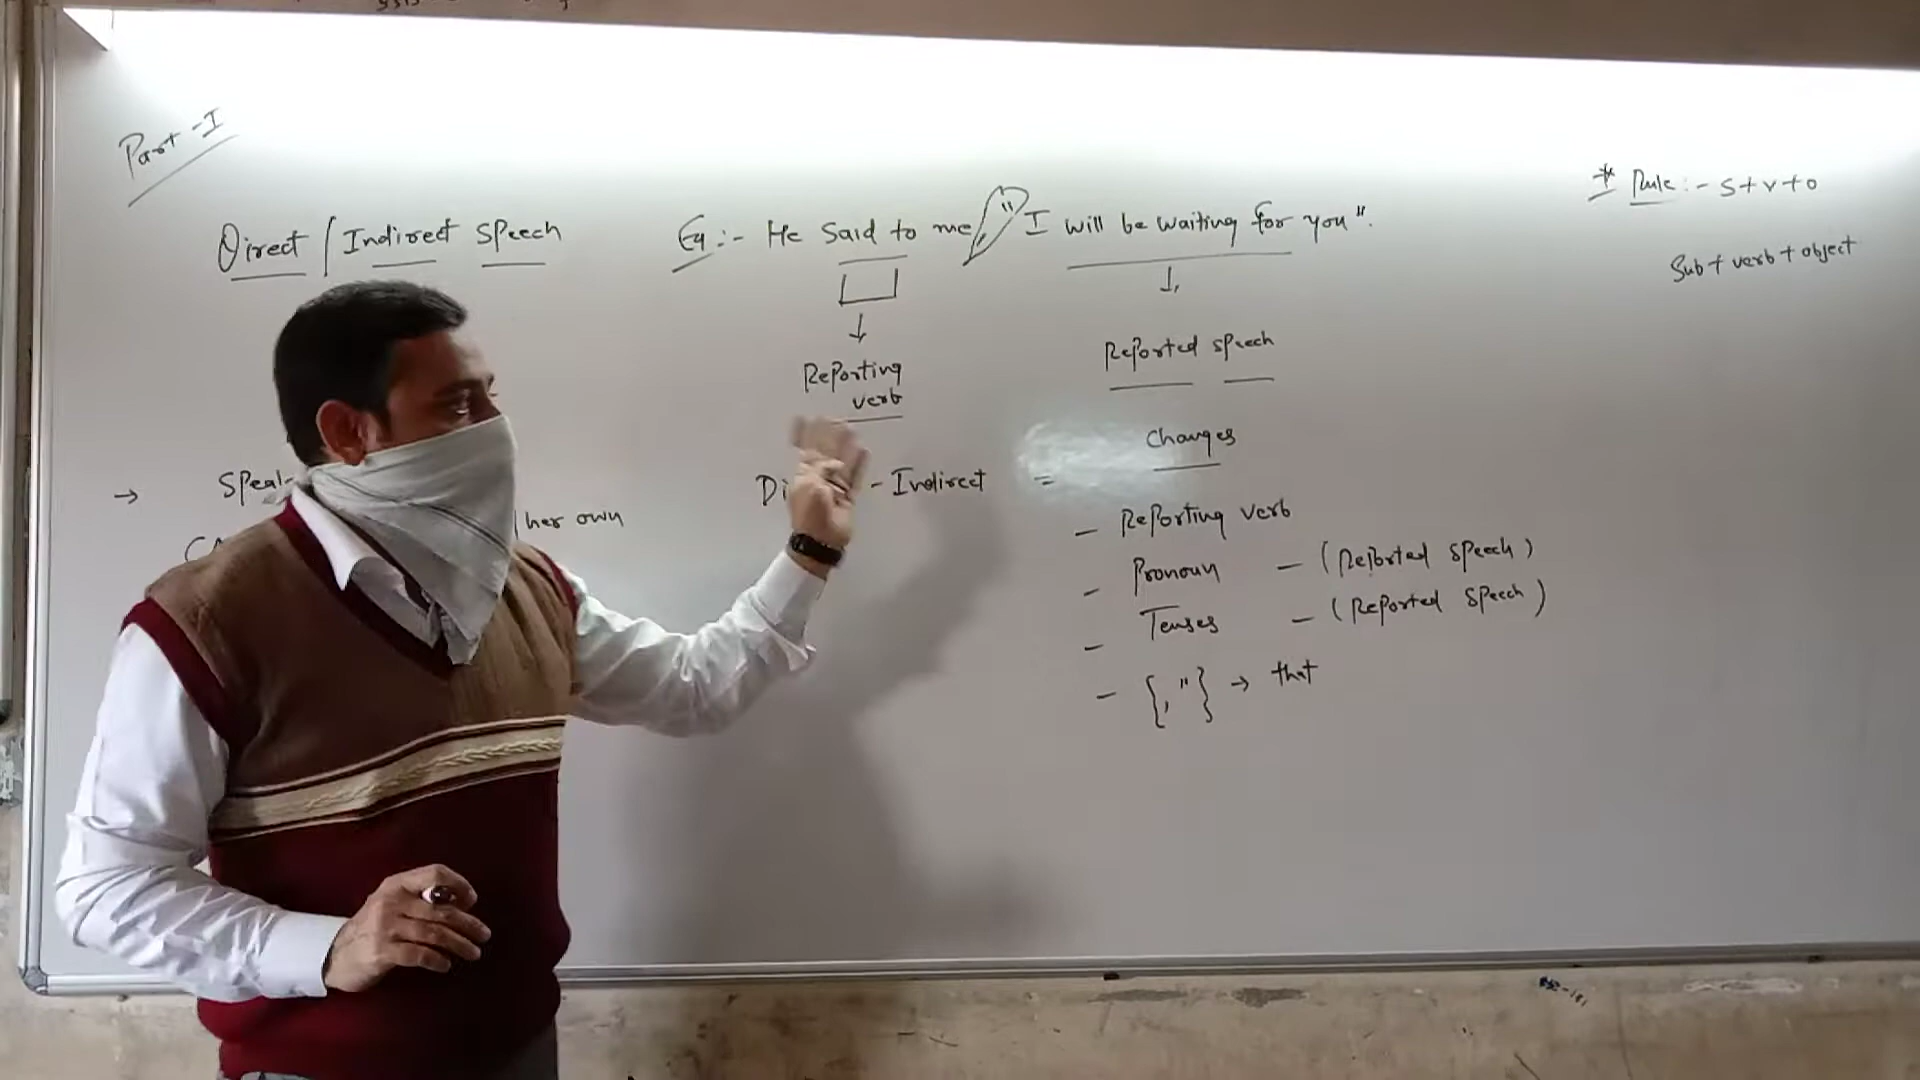 Part-I
Direct / Indirect Speech
Eg:- He Said to me, "I will be waiting for you".
* Rule:- S+V+O
Sub + verb + object
Reporting
verb
Reported speech
Changes
→ Speak
her own
- Indirect =
- Reporting verb
- Pronoun - (Reported Speech)
- Tenses - (Reported Speech)
- {, "} → that